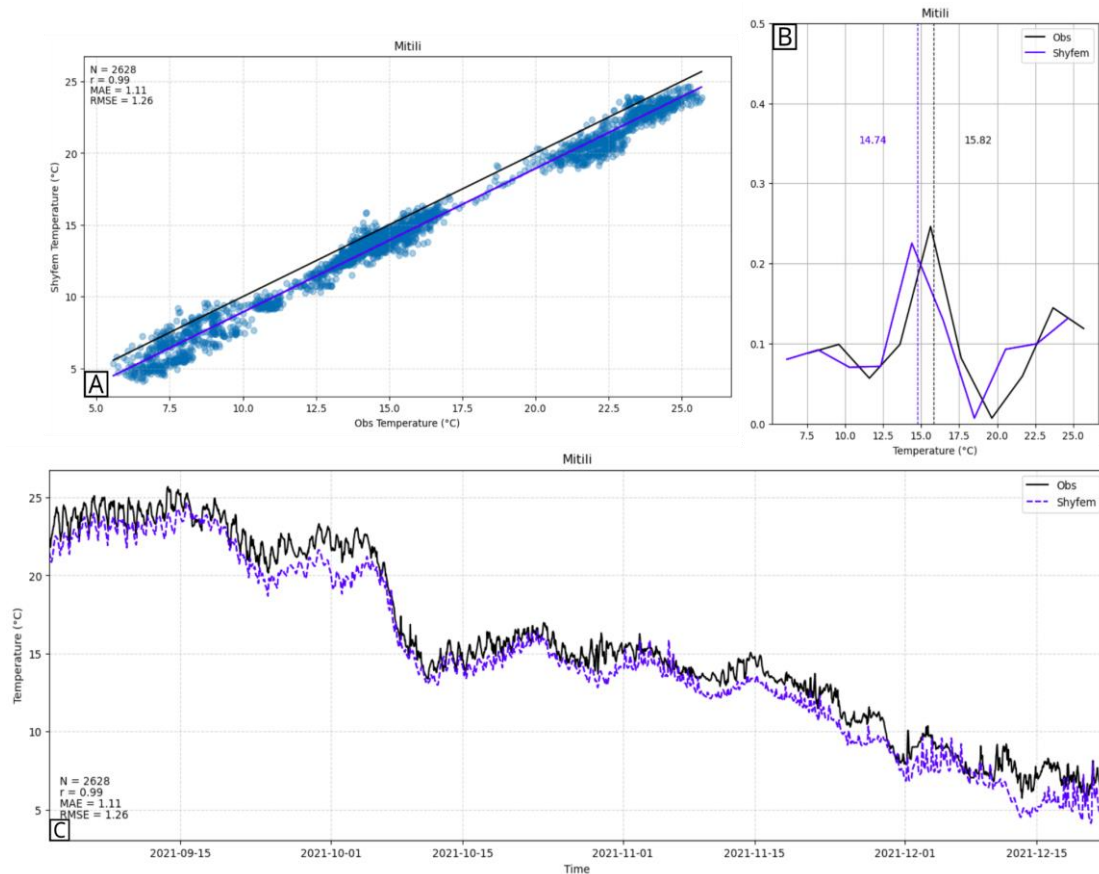 Mitili
N = 2628
r = 0.99
MAE = 1.11
RMSE = 1.26
25
20
15
10
5
Shyfem Temperature (°C)
A
5.0 7.5 10.0 12.5 15.0 17.5 20.0 22.5 25.0
Obs Temperature (°C)
Mitili
B
Obs
Shyfem
0.5
0.4
0.3
0.2
0.1
0.0
14.74
15.82
7.5 10.0 12.5 15.0 17.5 20.0 22.5 25.0
Temperature (°C)
Mitili
Obs
Shyfem
25
20
15
10
5
Temperature (°C)
N = 2628
r = 0.99
MAE = 1.11
RMSE = 1.26
C
2021-09-15 2021-10-01 2021-10-15 2021-11-01 2021-11-15 2021-12-01 2021-12-15
Time